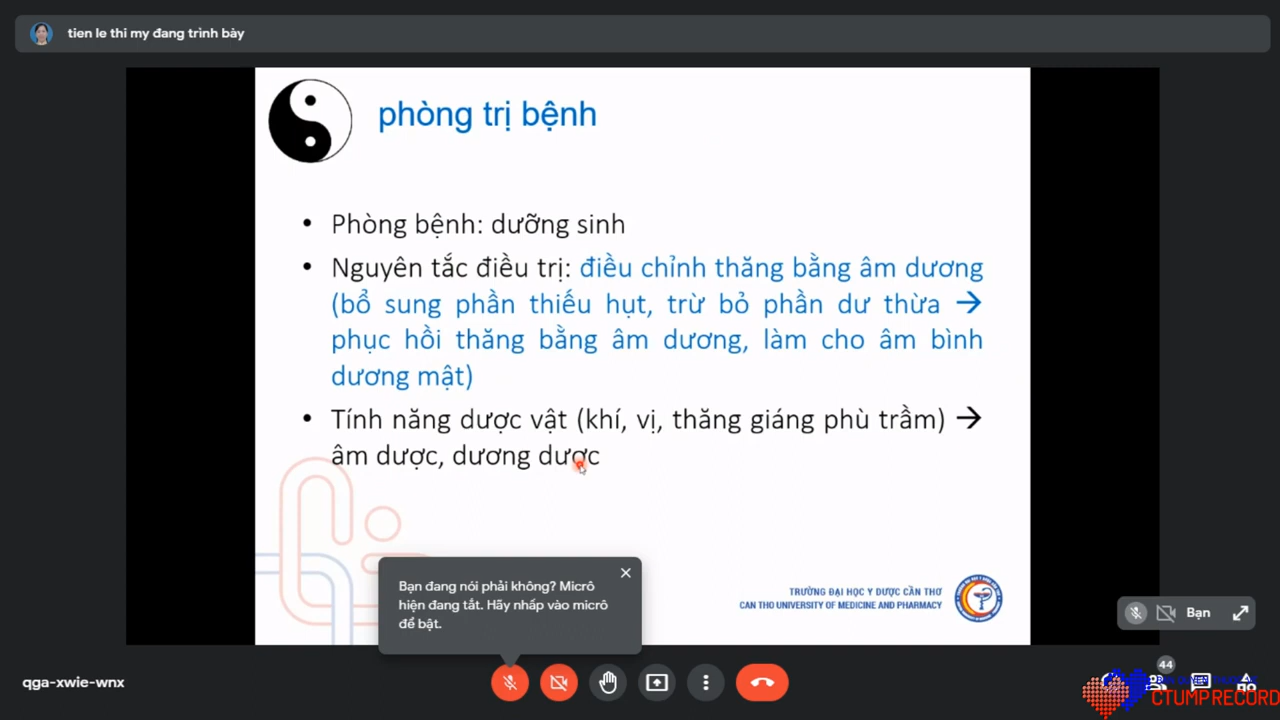 tien le thi my đang trình bày
phòng trị bệnh
• Phòng bệnh: dưỡng sinh
• Nguyên tắc điều trị: điều chỉnh thăng bằng âm dương
(bổ sung phần thiếu hụt, trừ bỏ phần dư thừa →
phục hồi thăng bằng âm dương, làm cho âm bình
dương mật)
• Tính năng dược vật (khí, vị, thăng giáng phù trầm) →
âm dược, dương dược
Bạn đang nói phải không? Micrô
hiện đang tắt. Hãy nhấp vào micrô
để bật.
TRƯỜNG ĐẠI HỌC Y DƯỢC CẦN THƠ
CAN THO UNIVERSITY OF MEDICINE AND PHARMACY
Bạn
qga-xwie-wnx
44
CTUMP RECORD